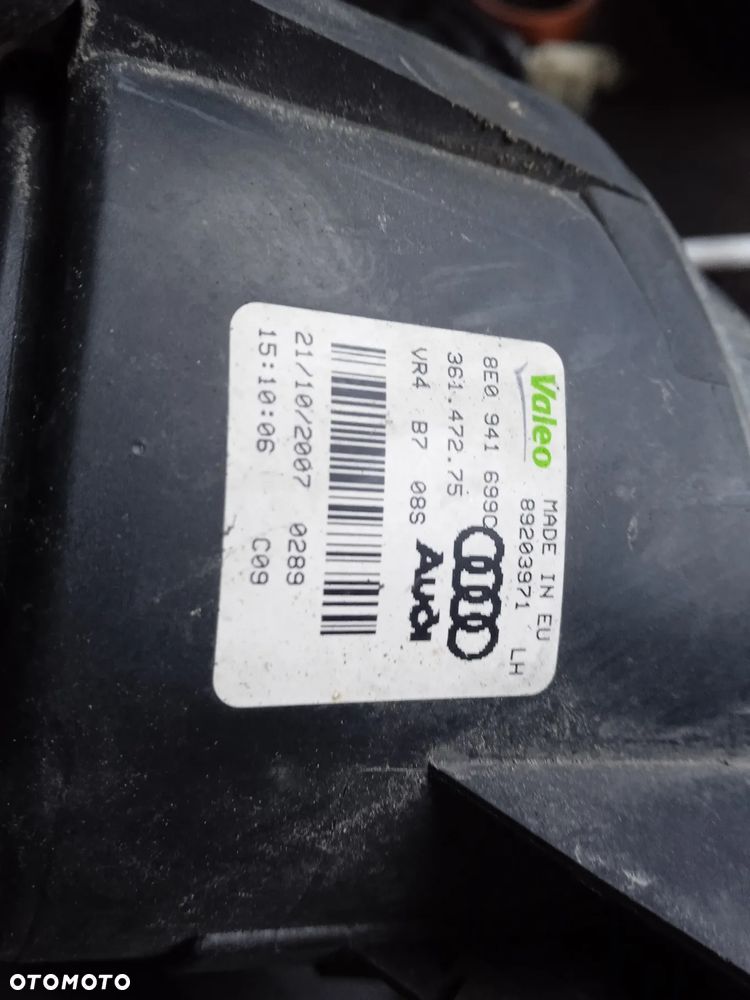 Valeo
MADE IN EU
89203971 LH
8E0 941 699C
361.472.75
VR4 B7 08S
Audi
21/10/2007 0289
15:10:06 C09
OTOMOTO